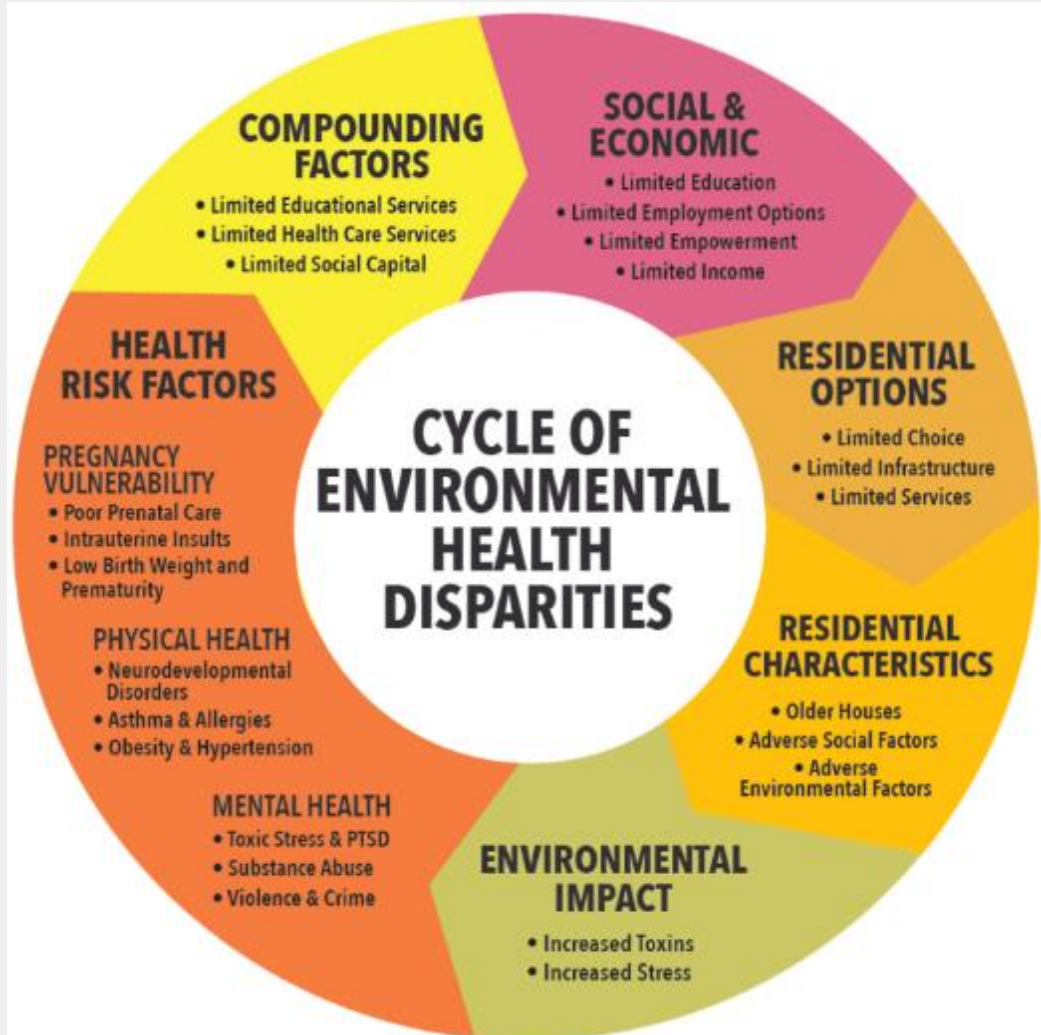 CYCLE OF
ENVIRONMENTAL
HEALTH
DISPARITIES
SOCIAL &
ECONOMIC
• Limited Education
• Limited Employment Options
• Limited Empowerment
• Limited Income
RESIDENTIAL
OPTIONS
• Limited Choice
• Limited Infrastructure
• Limited Services
RESIDENTIAL
CHARACTERISTICS
• Older Houses
• Adverse Social Factors
• Adverse
Environmental Factors
ENVIRONMENTAL
IMPACT
• Increased Toxins
• Increased Stress
HEALTH
RISK FACTORS
PREGNANCY
VULNERABILITY
• Poor Prenatal Care
• Intrauterine Insults
• Low Birth Weight and
Prematurity
PHYSICAL HEALTH
• Neurodevelopmental
Disorders
• Asthma & Allergies
• Obesity & Hypertension
MENTAL HEALTH
• Toxic Stress & PTSD
• Substance Abuse
• Violence & Crime
COMPOUNDING
FACTORS
• Limited Educational Services
• Limited Health Care Services
• Limited Social Capital